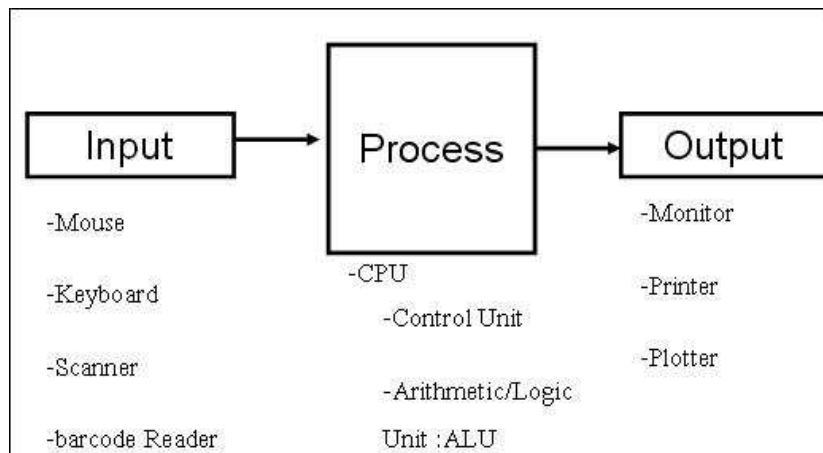 Input
-Mouse
-Keyboard
-Scanner
-barcode Reader
Process
-CPU
-Control Unit
-Arithmetic/Logic
Unit :ALU
Output
-Monitor
-Printer
-Plotter